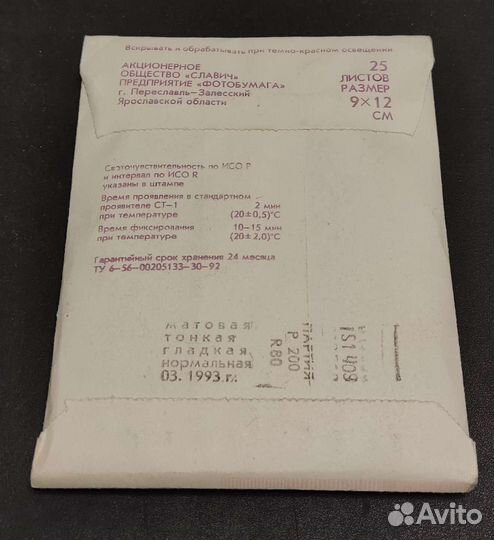 Вскрывать и обрабатывать при темно-красном освещении
АКЦИОНЕРНОЕ
ОБЩЕСТВО «СЛАВИЧ»
ПРЕДПРИЯТИЕ «ФОТОБУМАГА»
г. Переславль-Залесский
Ярославской области
25
ЛИСТОВ
РАЗМЕР
9×12
СМ
Светочувствительность по ИСО Р
и интервал по ИСО R
указаны в штампе
Время проявления в стандартном
проявителе СТ-1 2 мин
при температуре (20±0,5)°С
Время фиксирования 10-15 мин
при температуре (20±2,0)°С
Гарантийный срок хранения 24 месяца
ТУ 6-56-00205133-30-92
матовая
тонкая
гладкая
нормальная
03. 1993 г.
ПАРТИЯ
Р 200
R80
Avito